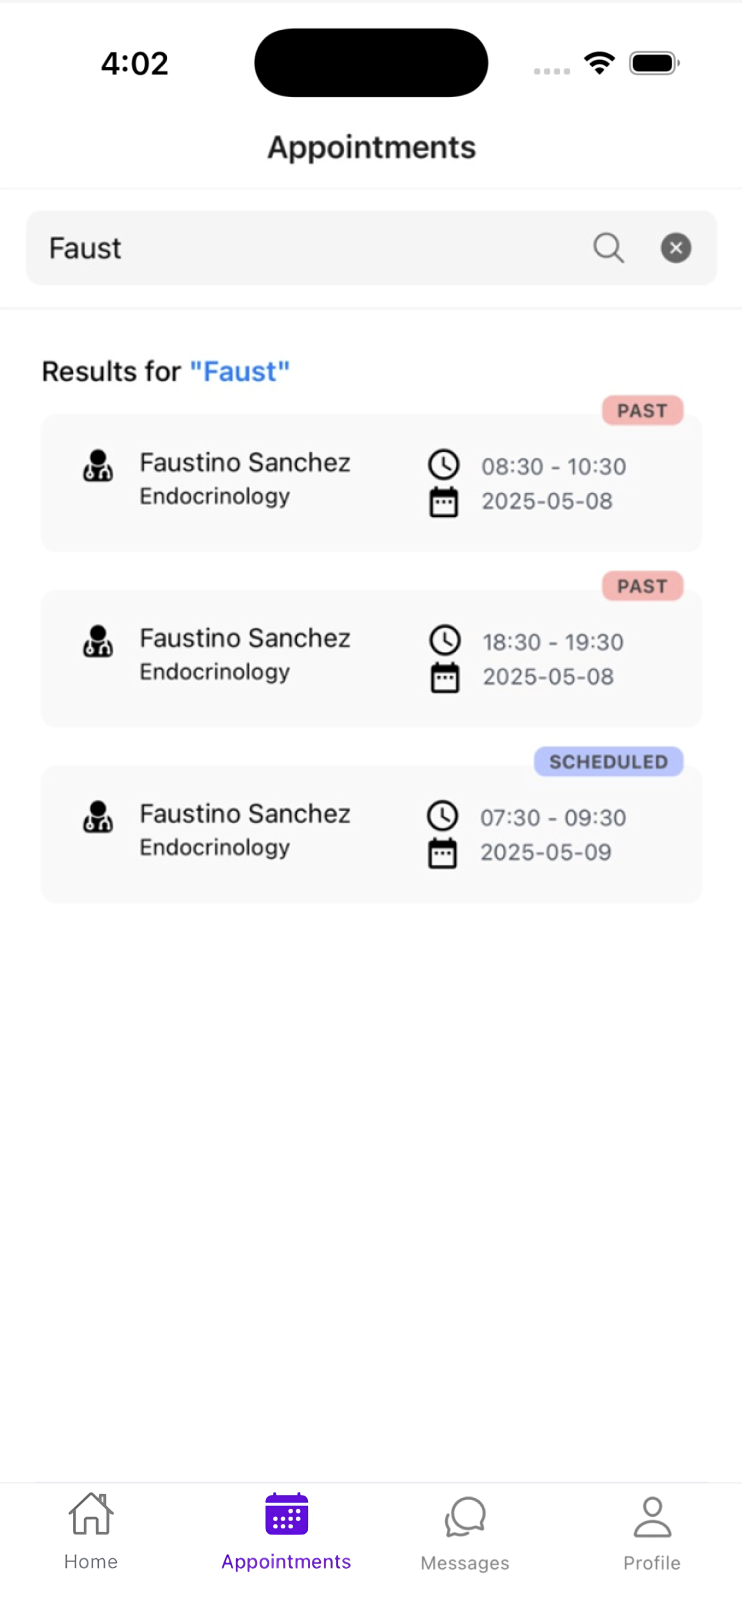 4:02
Appointments
Faust
Results for "Faust"
PAST
Faustino Sanchez
Endocrinology
08:30 - 10:30
2025-05-08
PAST
Faustino Sanchez
Endocrinology
18:30 - 19:30
2025-05-08
SCHEDULED
Faustino Sanchez
Endocrinology
07:30 - 09:30
2025-05-09
Home
Appointments
Messages
Profile